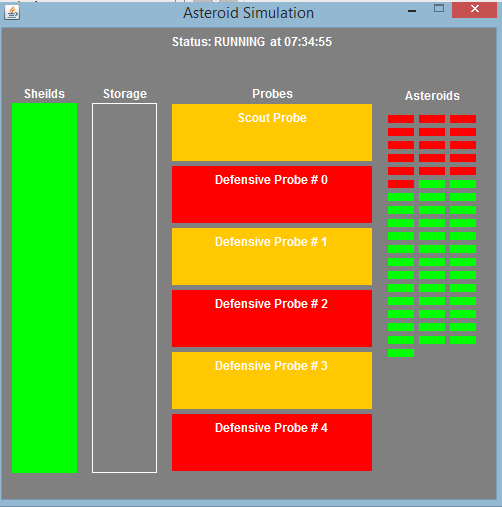 Asteroid Simulation
Status: RUNNING at 07:34:55
Sheilds
Storage
Probes
Asteroids
Scout Probe
Defensive Probe # 0
Defensive Probe # 1
Defensive Probe # 2
Defensive Probe # 3
Defensive Probe # 4